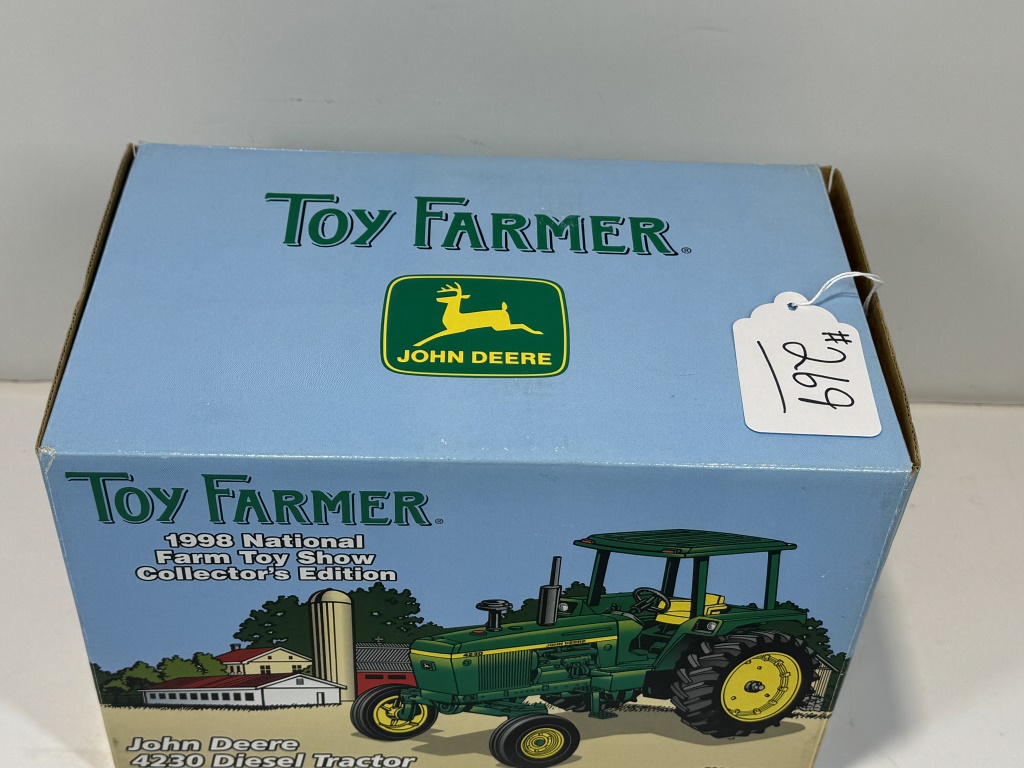 TOY FARMER®
JOHN DEERE
#269
TOY FARMER®
1998 National
Farm Toy Show
Collector's Edition
JOHN DEERE
4230
John Deere
4230 Diesel Tractor